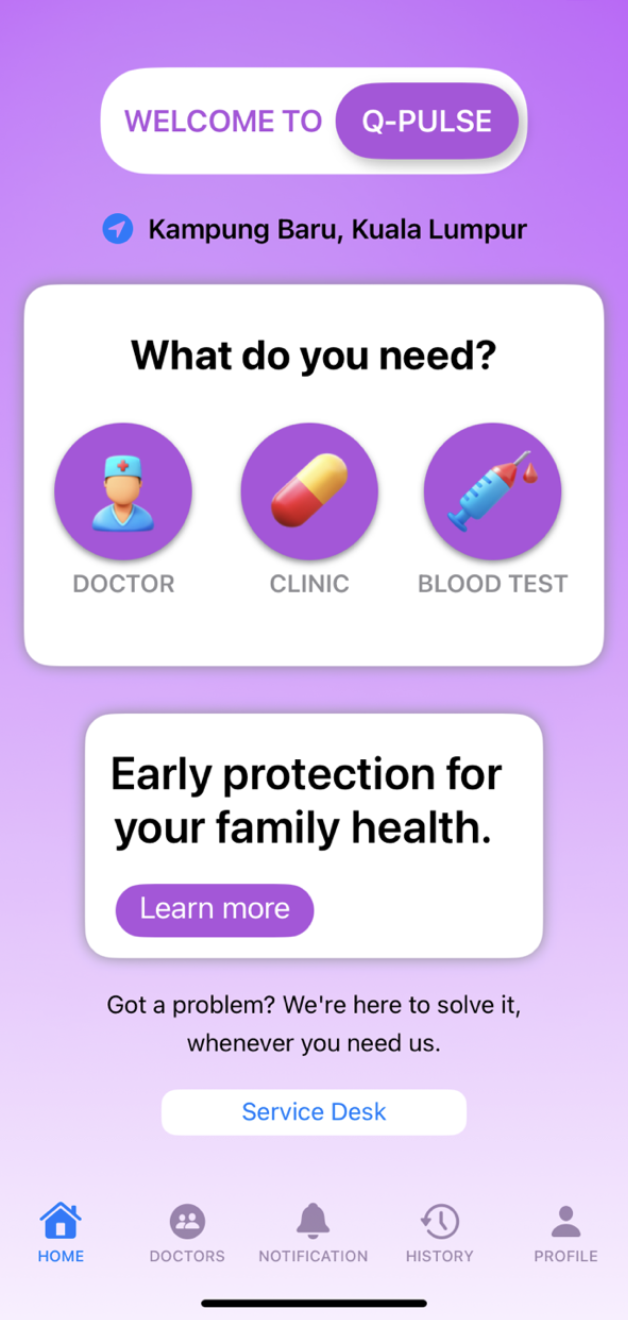 WELCOME TO Q-PULSE
Kampung Baru, Kuala Lumpur
What do you need?
DOCTOR CLINIC BLOOD TEST
Early protection for
your family health.
Learn more
Got a problem? We're here to solve it,
whenever you need us.
Service Desk
HOME DOCTORS NOTIFICATION HISTORY PROFILE